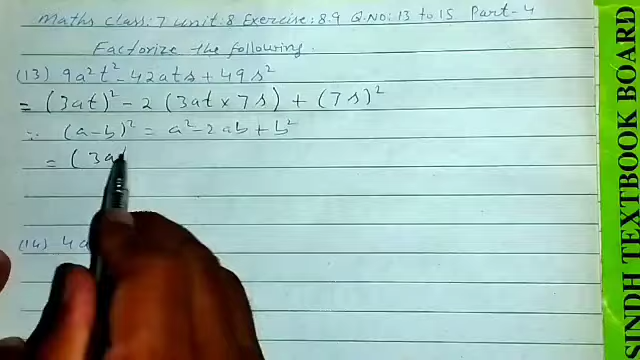 Maths Class:7 Unit:8 Exercise:8.9 Q.No:13 to 15 Part-4
Factorize the following.
(13) 9a²t² - 42ats + 49s²
= (3at)² - 2 (3at × 7s) + (7s)²
∵ (a-b)² = a² - 2ab + b²
= (3at
(14) 4a
SINDH TEXTBOOK BOARD